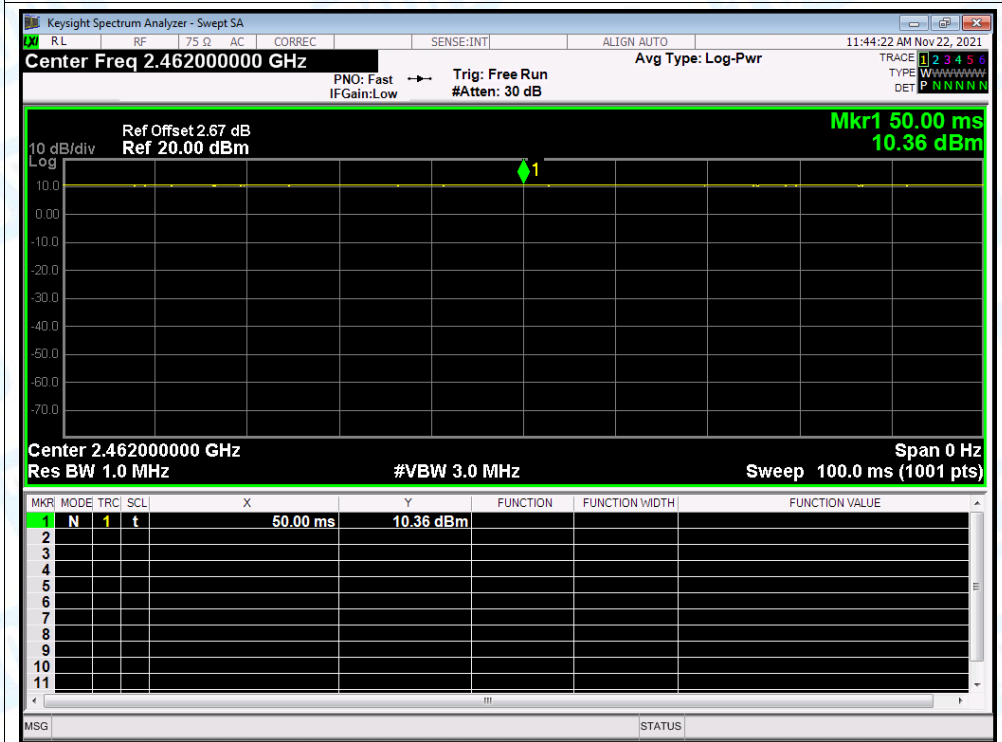 Keysight Spectrum Analyzer - Swept SA
LXI RL RF 75 Ω AC CORREC SENSE:INT ALIGN AUTO 11:44:22 AM Nov 22, 2021
Center Freq 2.462000000 GHz Avg Type: Log-Pwr TRACE 1 2 3 4 5 6
PNO: Fast Trig: Free Run TYPE WWWWWW
IFGain:Low #Atten: 30 dB DET P N N N N N
Mkr1 50.00 ms
Ref Offset 2.67 dB
10 dB/div Ref 20.00 dBm 10.36 dBm
Log
1
10.0
0.00
-10.0
-20.0
-30.0
-40.0
-50.0
-60.0
-70.0
Center 2.462000000 GHz Span 0 Hz
Res BW 1.0 MHz #VBW 3.0 MHz Sweep 100.0 ms (1001 pts)
MKR MODE TRC SCL X Y FUNCTION FUNCTION WIDTH FUNCTION VALUE
1 N 1 t 50.00 ms 10.36 dBm
2
3
4
5
6
7
8
9
10
11
MSG STATUS